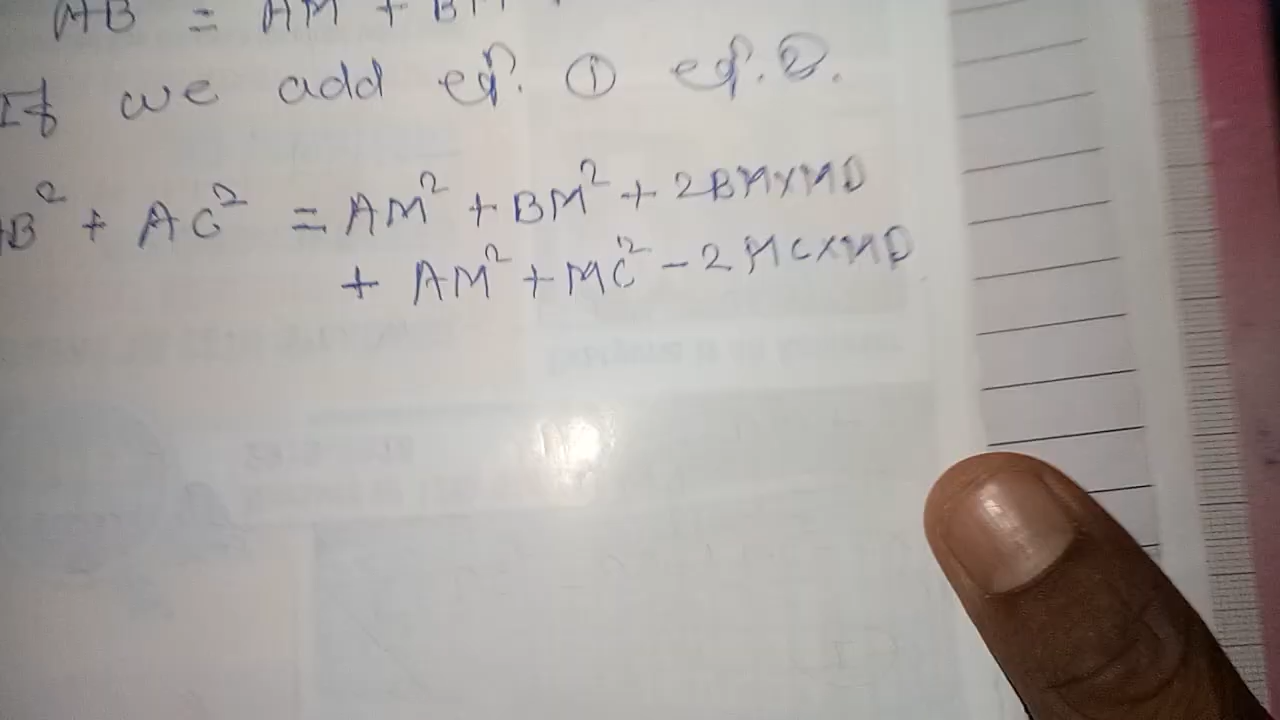 AB = AM + BM
If we add eq. ① eq. 2.
B² + AC² = AM² + BM² + 2BM×MD
+ AM² + MC² - 2MC×MD